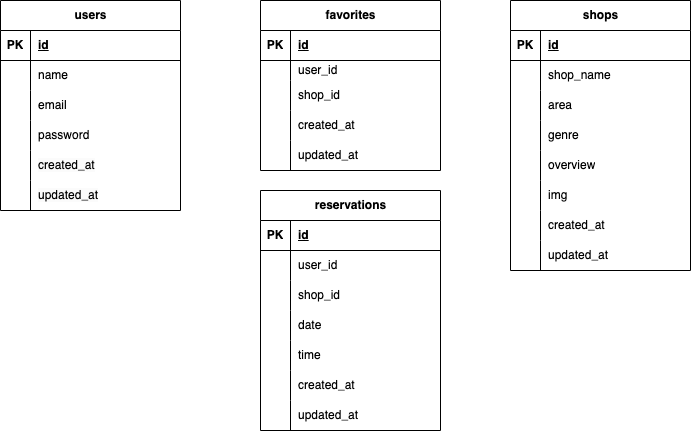 users
PK id
name
email
password
created_at
updated_at
favorites
PK id
user_id
shop_id
created_at
updated_at
reservations
PK id
user_id
shop_id
date
time
created_at
updated_at
shops
PK id
shop_name
area
genre
overview
img
created_at
updated_at